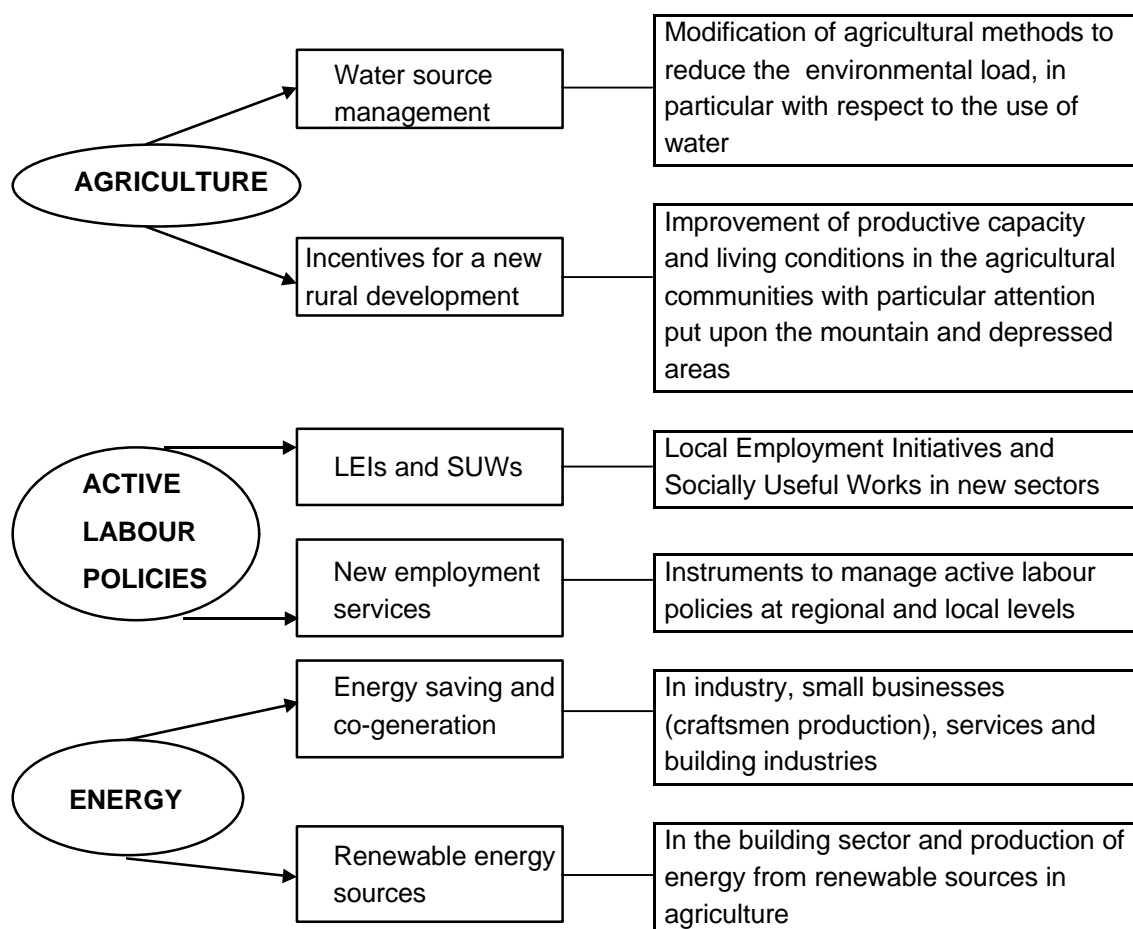 Water source
management
Modification of agricultural methods to
reduce the  environmental load, in
particular with respect to the use of
water
AGRICULTURE
Incentives for a new
rural development
Improvement of productive capacity
and living conditions in the agricultural
communities with particular attention
put upon the mountain and depressed
areas
ACTIVE
LABOUR
POLICIES
LEIs and SUWs
Local Employment Initiatives and
Socially Useful Works in new sectors
New employment
services
Instruments to manage active labour
policies at regional and local levels
Energy saving and
co-generation
In industry, small businesses
(craftsmen production), services and
building industries
ENERGY
Renewable energy
sources
In the building sector and production of
energy from renewable sources in
agriculture